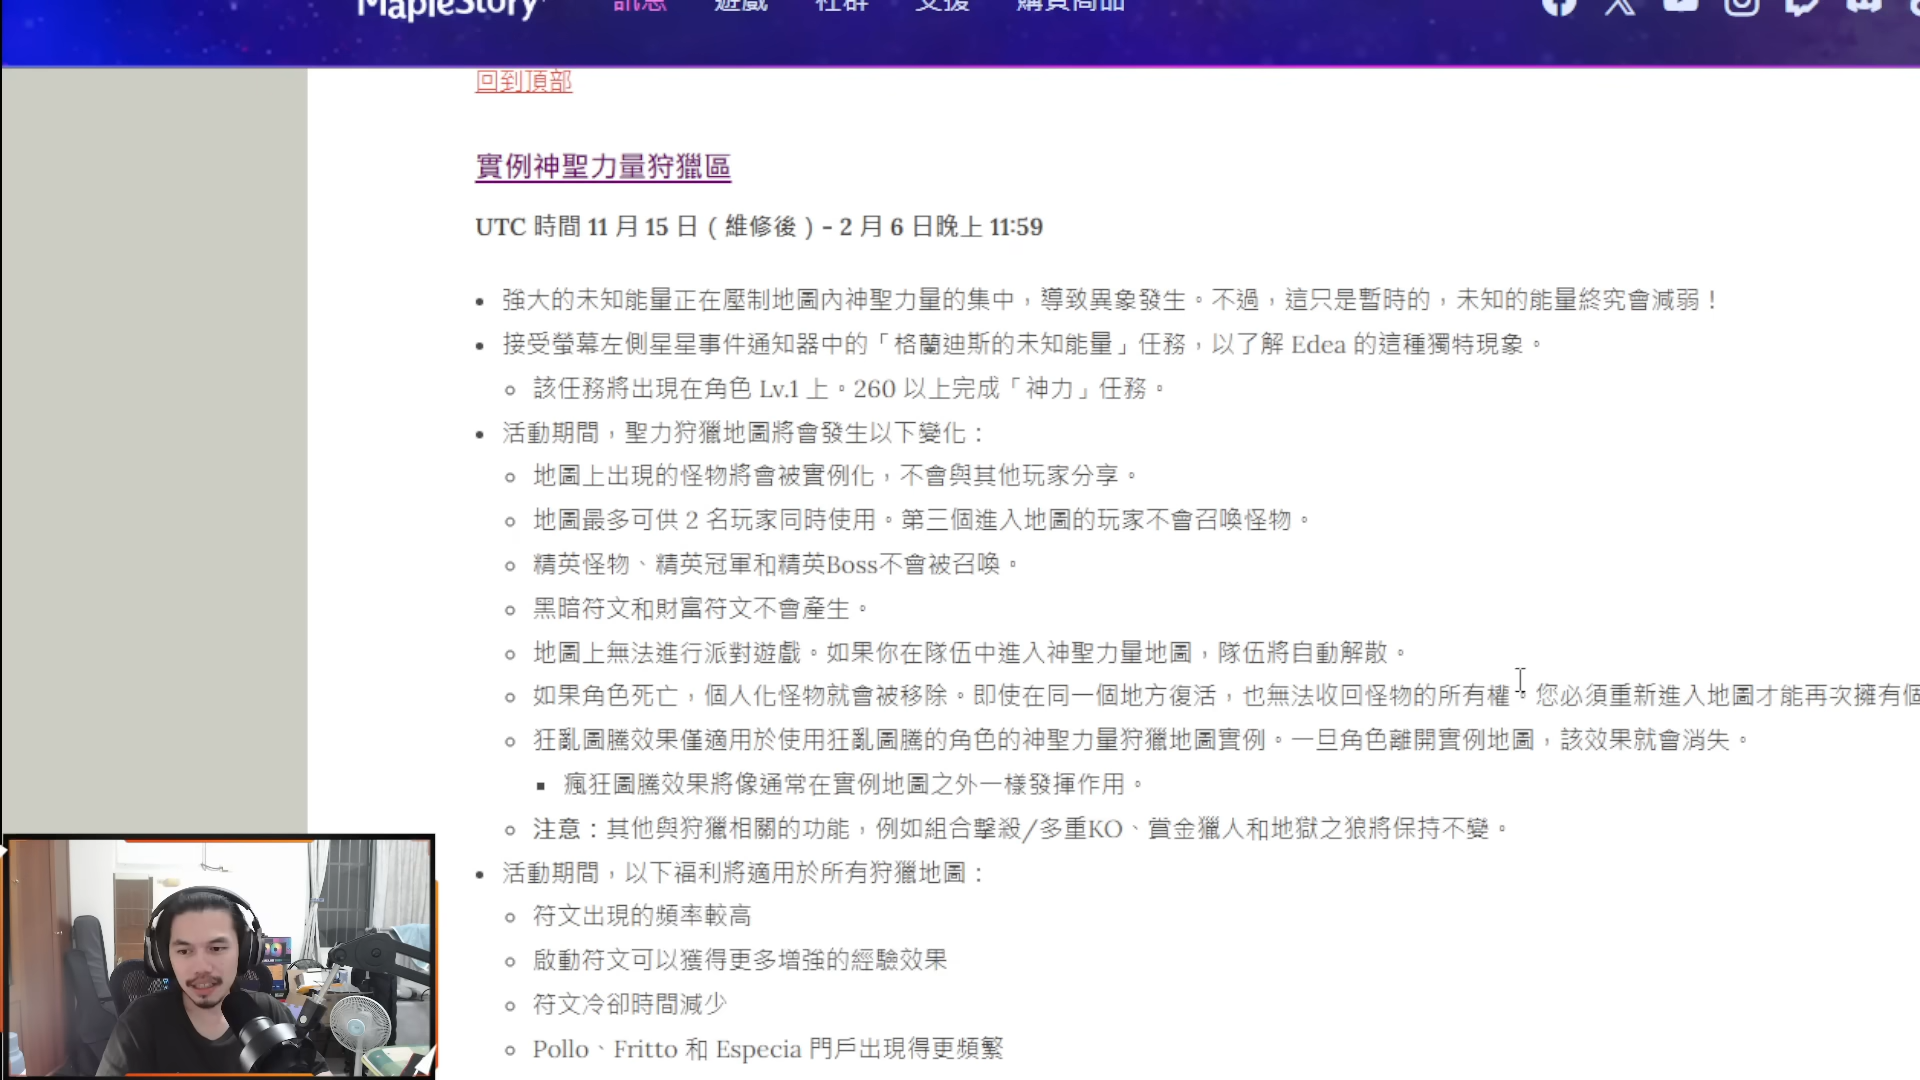 MapleStory 訊息 遊戲 社群 支援 購買商品
回到頂部
實例神聖力量狩獵區
UTC 時間 11 月 15 日（維修後）- 2 月 6 日晚上 11:59
• 強大的未知能量正在壓制地圖內神聖力量的集中，導致異象發生。不過，這只是暫時的，未知的能量終究會減弱！
• 接受螢幕左側星星事件通知器中的「格蘭迪斯的未知能量」任務，以了解 Edea 的這種獨特現象。
◦ 該任務將出現在角色 Lv.1 上。260 以上完成「神力」任務。
• 活動期間，聖力狩獵地圖將會發生以下變化：
◦ 地圖上出現的怪物將會被實例化，不會與其他玩家分享。
◦ 地圖最多可供 2 名玩家同時使用。第三個進入地圖的玩家不會召喚怪物。
◦ 精英怪物、精英冠軍和精英Boss不會被召喚。
◦ 黑暗符文和財富符文不會產生。
◦ 地圖上無法進行派對遊戲。如果你在隊伍中進入神聖力量地圖，隊伍將自動解散。
◦ 如果角色死亡，個人化怪物就會被移除。即使在同一個地方復活，也無法收回怪物的所有權。您必須重新進入地圖才能再次擁有個
◦ 狂亂圖騰效果僅適用於使用狂亂圖騰的角色的神聖力量狩獵地圖實例。一旦角色離開實例地圖，該效果就會消失。
▪ 瘋狂圖騰效果將像通常在實例地圖之外一樣發揮作用。
◦ 注意：其他與狩獵相關的功能，例如組合擊殺/多重KO、賞金獵人和地獄之狼將保持不變。
• 活動期間，以下福利將適用於所有狩獵地圖：
◦ 符文出現的頻率較高
◦ 啟動符文可以獲得更多增強的經驗效果
◦ 符文冷卻時間減少
◦ Pollo、Fritto 和 Especia 門戶出現得更頻繁